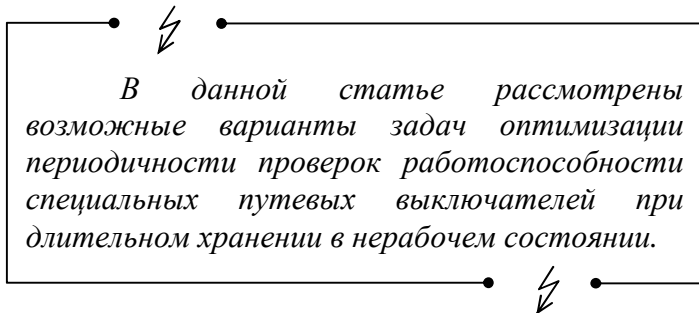 В данной статье рассмотрены
возможные варианты задач оптимизации
периодичности проверок работоспособности
специальных путевых выключателей при
длительном хранении в нерабочем состоянии.